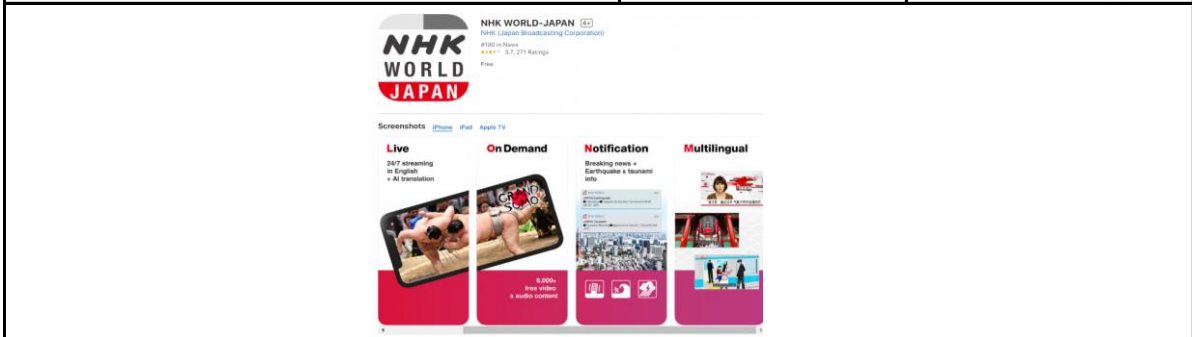 NHK
WORLD
JAPAN
NHK WORLD-JAPAN 4+
NHK (Japan Broadcasting Corporation)
#190 in News
3.7, 271 Ratings
Free
Screenshots iPhone iPad Apple TV
Live
24/7 streaming
in English
+ AI translation
On Demand
GRAND
SUMO
6,000+
free video
& audio content
Notification
Breaking news +
Earthquake & tsunami
info
Multilingual